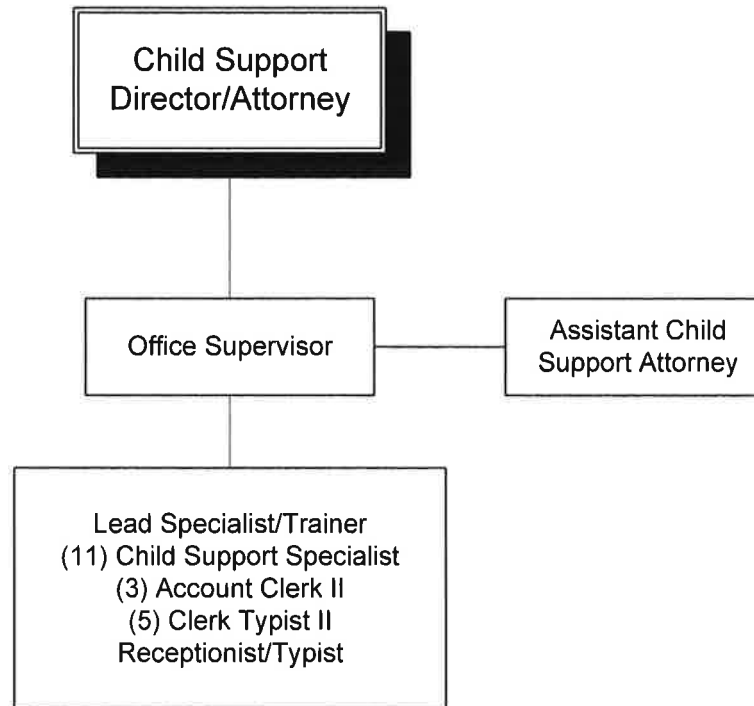 Child Support
Director/Attorney
Office Supervisor
Assistant Child
Support Attorney
Lead Specialist/Trainer
(11) Child Support Specialist
(3) Account Clerk II
(5) Clerk Typist II
Receptionist/Typist